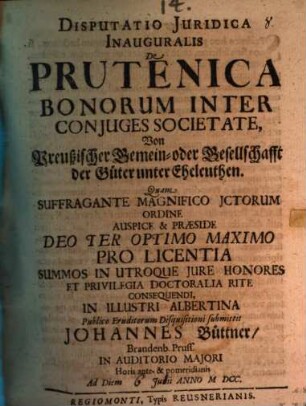 14.
8.
DISPUTATIO JURIDICA
INAUGURALIS
De
PRUTENICA
BONORUM INTER
CONJUGES SOCIETATE,
Von
Preußischer Gemein- oder Gesellschafft
der Güter unter Eheleuthen.
Quam
SUFFRAGANTE MAGNIFICO JCTORUM
ORDINE
AUSPICE & PRÆSIDE
DEO TER OPTIMO MAXIMO
PRO LICENTIA
SUMMOS IN UTROQUE JURE HONORES
ET PRIVILEGIA DOCTORALIA RITE
CONSEQUENDI,
IN ILLUSTRI ALBERTINA
Publico Eruditorum Disquisitioni submittit
JOHANNES Büttner/
Brandenb. Pruss.
IN AUDITORIO MAJORI
Horis ante- & pomeridianis
Ad Diem ANNO M DCC.
REGIOMONTI, Typis REUSNERIANIS.